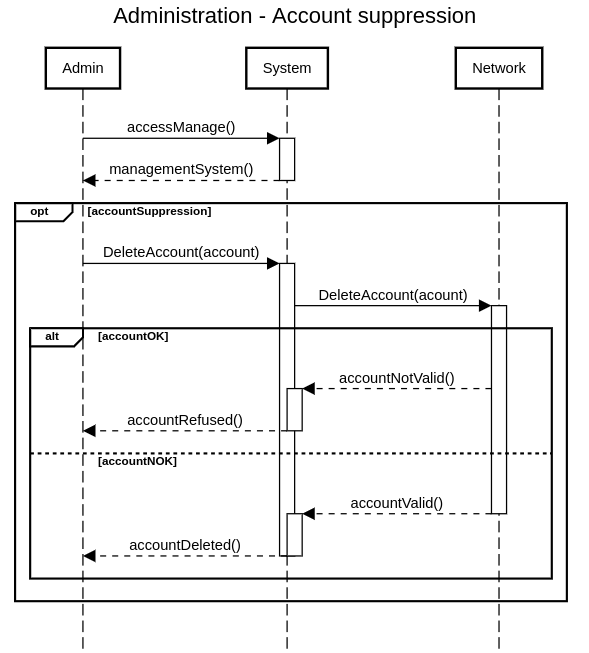 Administration - Account suppression
Admin
System
Network
accessManage()
managementSystem()
opt
[accountSuppression]
DeleteAccount(account)
DeleteAccount(acount)
alt
[accountOK]
accountNotValid()
accountRefused()
[accountNOK]
accountValid()
accountDeleted()